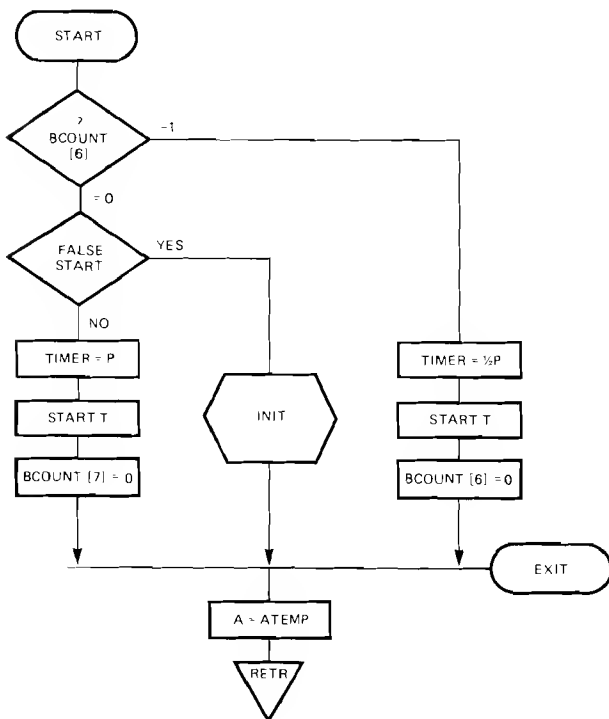 START
?
BCOUNT
[6]
=1
= 0
FALSE
START
YES
NO
TIMER = P
TIMER = ½P
START T
INIT
START T
BCOUNT [7] = 0
BCOUNT [6] = 0
EXIT
A = ATEMP
RETR